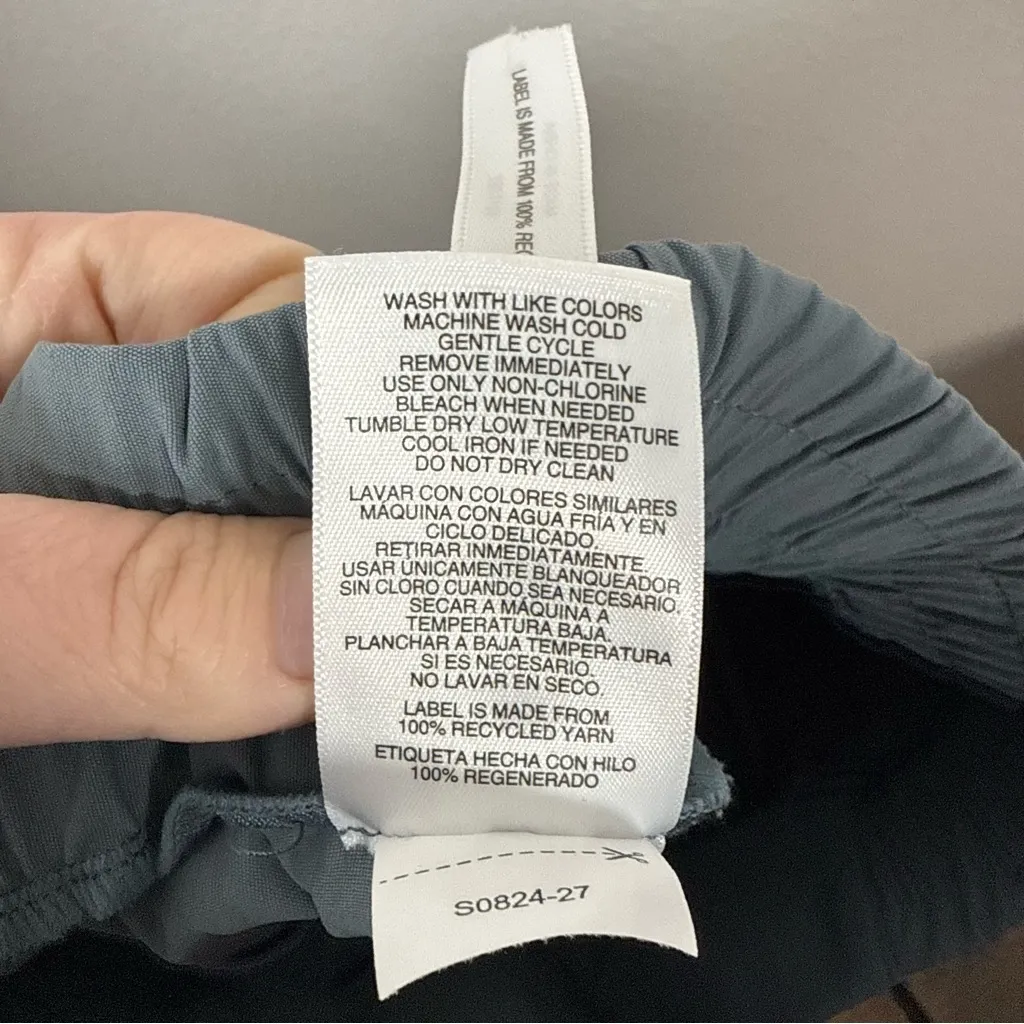 LABEL IS MADE FROM 100% REC
WASH WITH LIKE COLORS
MACHINE WASH COLD
GENTLE CYCLE
REMOVE IMMEDIATELY
USE ONLY NON-CHLORINE
BLEACH WHEN NEEDED
TUMBLE DRY LOW TEMPERATURE
COOL IRON IF NEEDED
DO NOT DRY CLEAN
LAVAR CON COLORES SIMILARES
MÁQUINA CON AGUA FRÍA Y EN
CICLO DELICADO.
RETIRAR INMEDIATAMENTE.
USAR ÚNICAMENTE BLANQUEADOR
SIN CLORO CUANDO SEA NECESARIO.
SECAR A MÁQUINA A
TEMPERATURA BAJA.
PLANCHAR A BAJA TEMPERATURA
SI ES NECESARIO.
NO LAVAR EN SECO.
LABEL IS MADE FROM
100% RECYCLED YARN
ETIQUETA HECHA CON HILO
100% REGENERADO
S0824-27